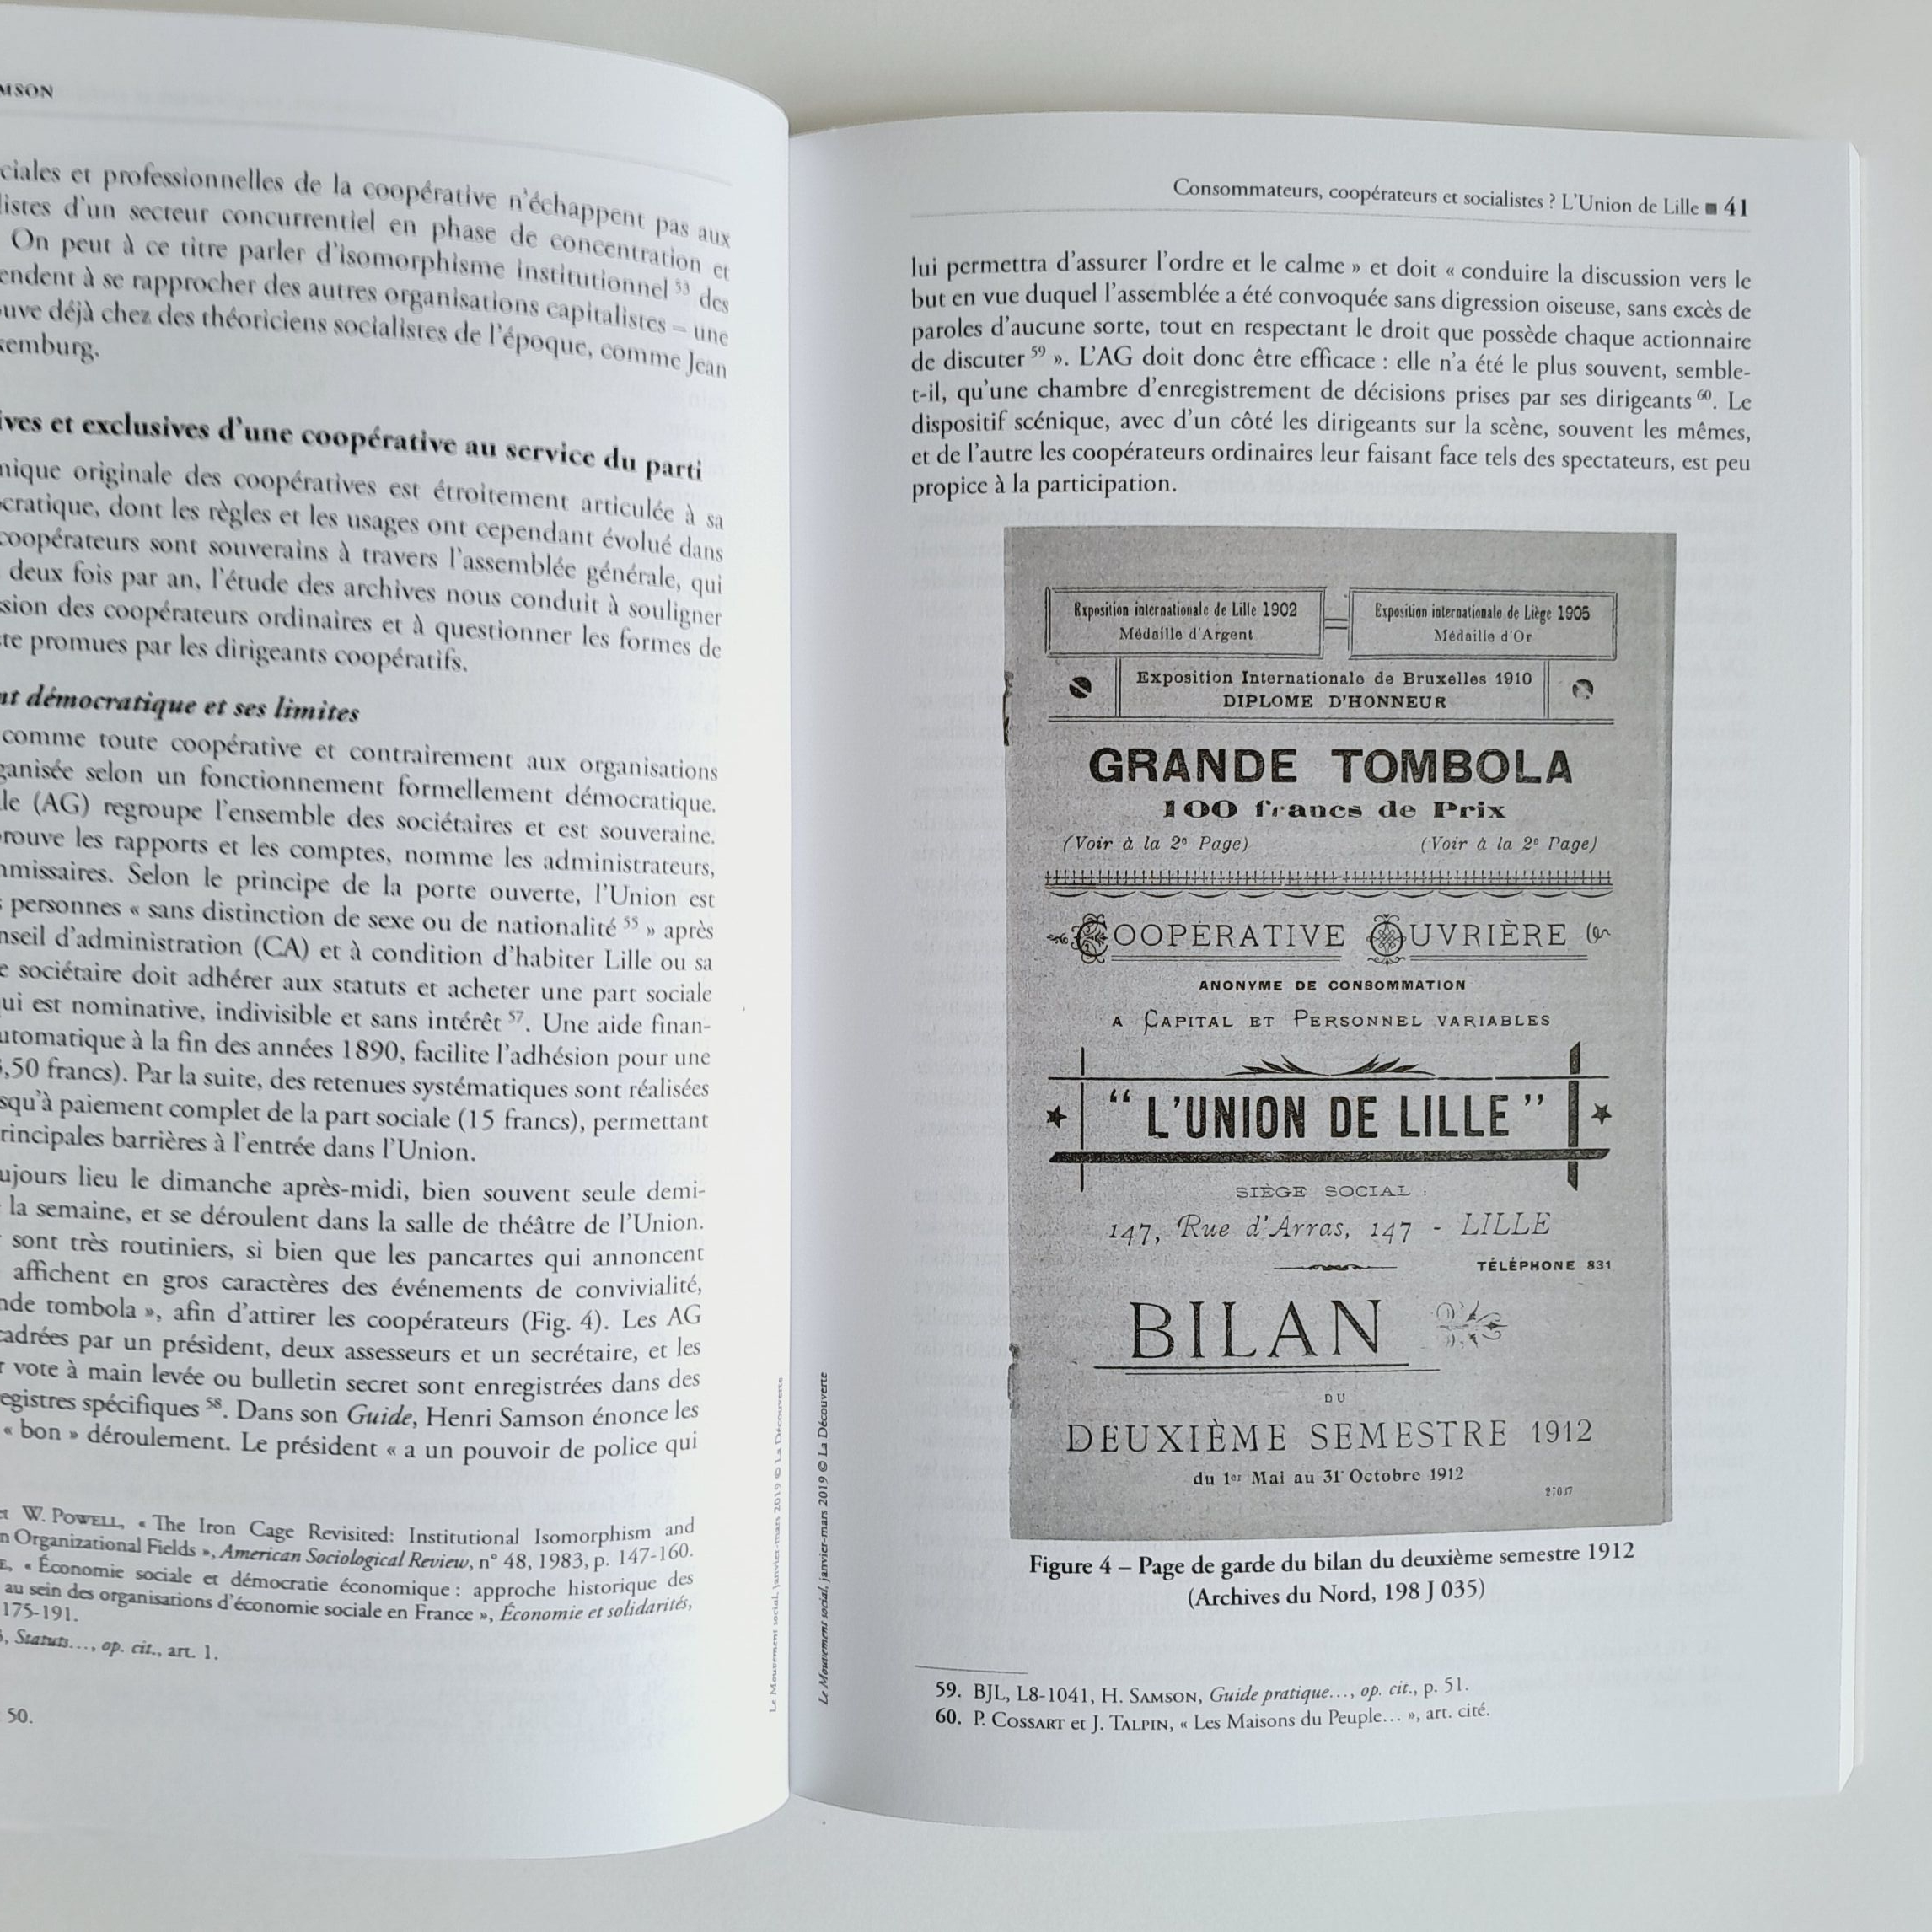 ciales et professionnelles de la coopérative n'échappent pas aux
listes d'un secteur concurrentiel en phase de concentration et
On peut à ce titre parler d'isomorphisme institutionnel 53 des
endent à se rapprocher des autres organisations capitalistes – une
uve déjà chez des théoriciens socialistes de l'époque, comme Jean
emburg.
ives et exclusives d'une coopérative au service du parti
nique originale des coopératives est étroitement articulée à sa
cratique, dont les règles et les usages ont cependant évolué dans
coopérateurs sont souverains à travers l'assemblée générale, qui
deux fois par an, l'étude des archives nous conduit à souligner
sion des coopérateurs ordinaires et à questionner les formes de
te promues par les dirigeants coopératifs.
nt démocratique et ses limites
comme toute coopérative et contrairement aux organisations
ganisée selon un fonctionnement formellement démocratique.
le (AG) regroupe l'ensemble des sociétaires et est souveraine.
rouve les rapports et les comptes, nomme les administrateurs,
mmissaires. Selon le principe de la porte ouverte, l'Union est
personnes « sans distinction de sexe ou de nationalité 55 » après
nseil d'administration (CA) et à condition d'habiter Lille ou sa
e sociétaire doit adhérer aux statuts et acheter une part sociale
ui est nominative, indivisible et sans intérêt 57. Une aide finan-
utomatique à la fin des années 1890, facilite l'adhésion pour une
,50 francs). Par la suite, des retenues systématiques sont réalisées
squ'à paiement complet de la part sociale (15 francs), permettant
rincipales barrières à l'entrée dans l'Union.
ujours lieu le dimanche après-midi, bien souvent seule demi-
la semaine, et se déroulent dans la salle de théâtre de l'Union.
sont très routiniers, si bien que les pancartes qui annoncent
affichent en gros caractères des événements de convivialité,
nde tombola », afin d'attirer les coopérateurs (Fig. 4). Les AG
cadrées par un président, deux assesseurs et un secrétaire, et les
r vote à main levée ou bulletin secret sont enregistrées dans des
egistres spécifiques 58. Dans son Guide, Henri Samson énonce les
« bon » déroulement. Le président « a un pouvoir de police qui
et W. POWELL, « The Iron Cage Revisited: Institutional Isomorphism and
n Organizational Fields », American Sociological Review, n° 48, 1983, p. 147-160.
E, « Économie sociale et démocratie économique : approche historique des
au sein des organisations d'économie sociale en France », Économie et solidarités,
175-191.
, Statuts…, op. cit., art. 1.
50.
Le Mouvement social, janvier-mars 2019 © La Découverte
Le Mouvement social, janvier-mars 2019 © La Découverte
Consommateurs, coopérateurs et socialistes ? L'Union de Lille ■ 41
lui permettra d'assurer l'ordre et le calme » et doit « conduire la discussion vers le
but en vue duquel l'assemblée a été convoquée sans digression oiseuse, sans excès de
paroles d'aucune sorte, tout en respectant le droit que possède chaque actionnaire
de discuter 59 ». L'AG doit donc être efficace : elle n'a été le plus souvent, semble-
t-il, qu'une chambre d'enregistrement de décisions prises par ses dirigeants 60. Le
dispositif scénique, avec d'un côté les dirigeants sur la scène, souvent les mêmes,
et de l'autre les coopérateurs ordinaires leur faisant face tels des spectateurs, est peu
propice à la participation.
Exposition internationale de Lille 1902
Médaille d'Argent
Exposition internationale de Liège 1905
Médaille d'Or
Exposition Internationale de Bruxelles 1910
DIPLOME D'HONNEUR
GRANDE TOMBOLA
100 francs de Prix
(Voir à la 2e Page) (Voir à la 2e Page)
COOPÉRATIVE OUVRIÈRE
ANONYME DE CONSOMMATION
A CAPITAL ET PERSONNEL VARIABLES
"L'UNION DE LILLE"
SIÈGE SOCIAL :
147, Rue d'Arras, 147 - LILLE
TÉLÉPHONE 831
BILAN
DU
DEUXIÈME SEMESTRE 1912
du 1er Mai au 31 Octobre 1912
Figure 4 – Page de garde du bilan du deuxième semestre 1912
(Archives du Nord, 198 J 035)
59. BJL, L8-1041, H. SAMSON, Guide pratique…, op. cit., p. 51.
60. P. COSSART et J. TALPIN, « Les Maisons du Peuple… », art. cité.